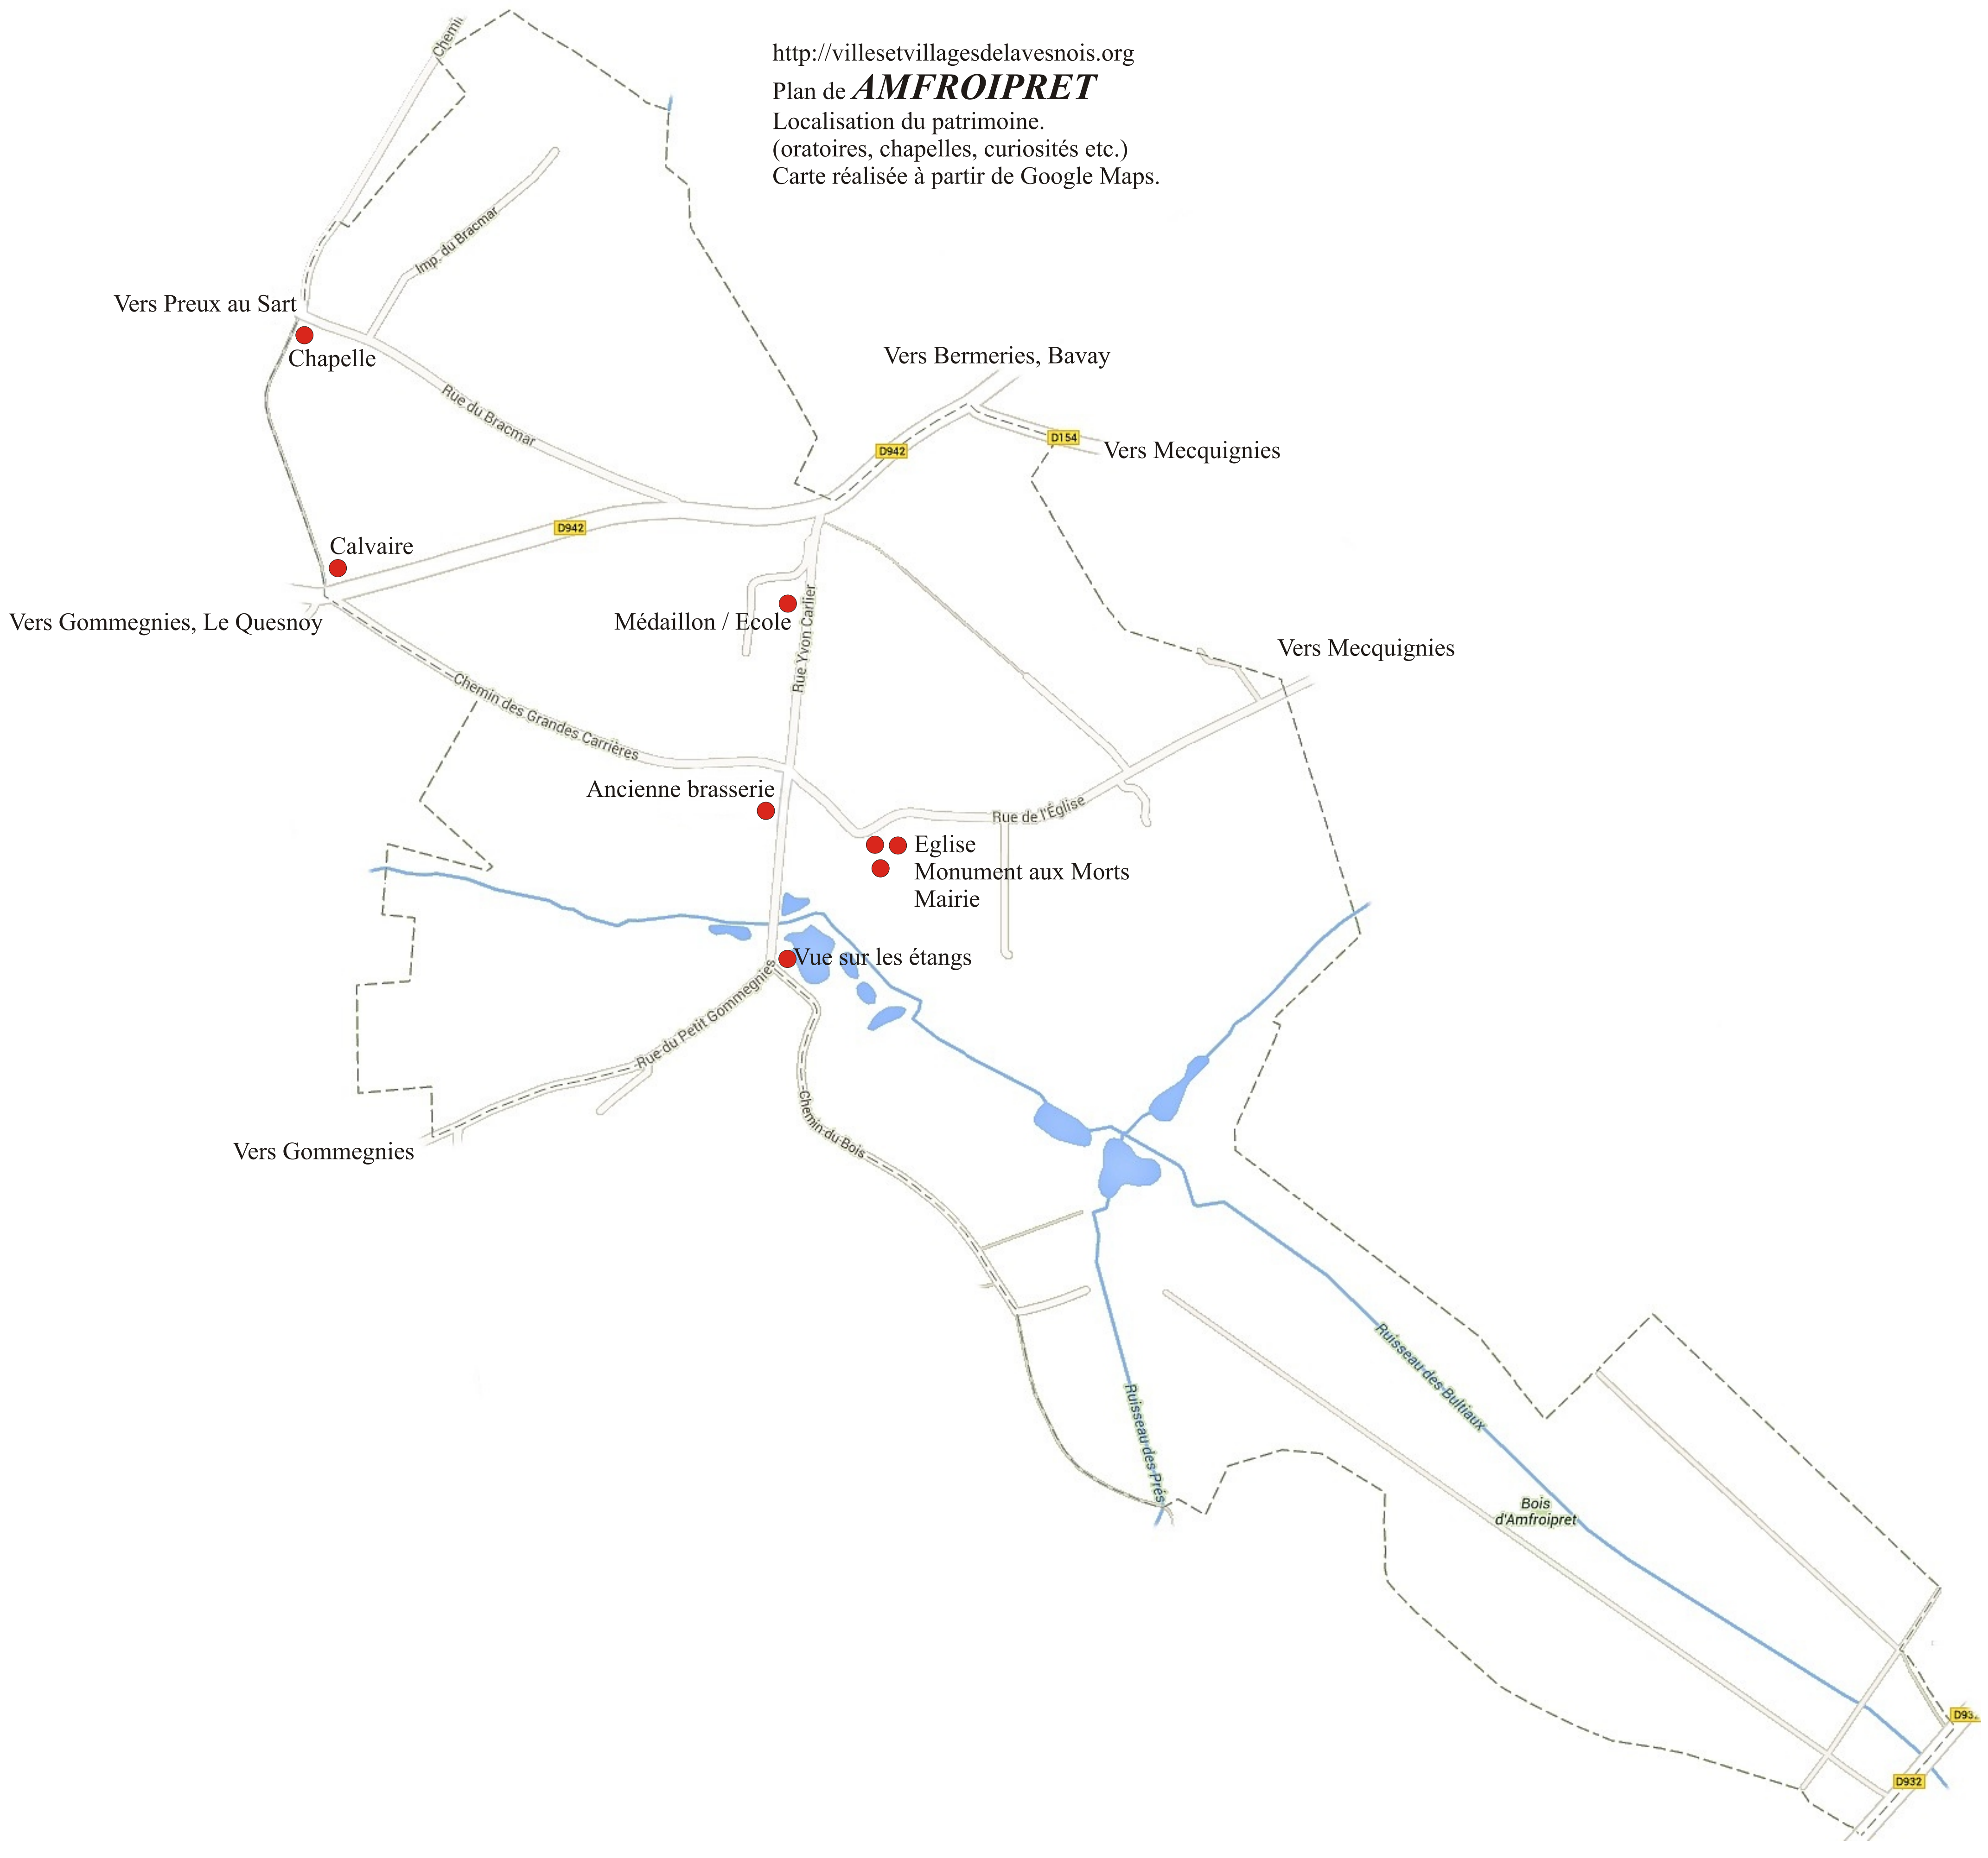 http://villesetvillagesdelavesnois.org
Plan de AMFROIPRET
Localisation du patrimoine.
(oratoires, chapelles, curiosités etc.)
Carte réalisée à partir de Google Maps.
Imp. du Bracmar
Vers Preux au Sart
Chapelle
Rue du Bracmar
Vers Bermeries, Bavay
D942
D154
Vers Mecquignies
D942
Calvaire
Vers Gommegnies, Le Quesnoy
Médaillon / Ecole
Rue Yvon Carlier
Vers Mecquignies
Chemin des Grandes Carrières
Ancienne brasserie
Rue de l'Église
Eglise
Monument aux Morts
Mairie
Vue sur les étangs
Rue du Petit Gommegnies
Vers Gommegnies
Chemin du Bois
Ruisseau des Bultiaux
Ruisseau des Prés
Bois
d'Amfroipret
D932